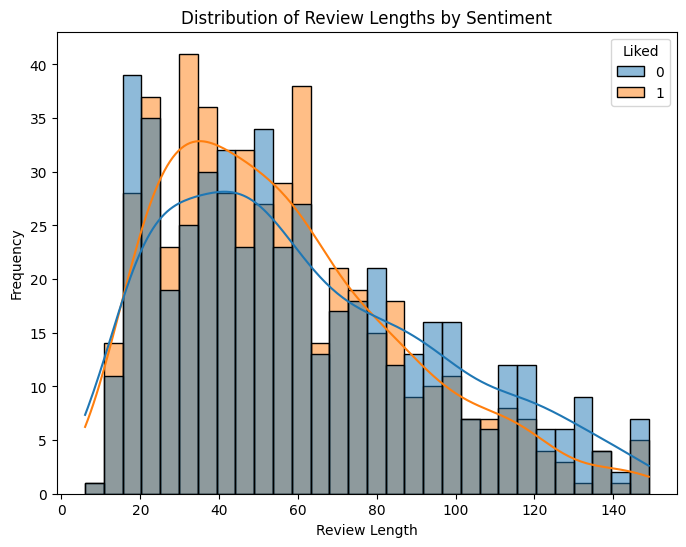 Distribution of Review Lengths by Sentiment
Liked
0
1
40
35
30
25
20
15
10
5
0
Frequency
0 20 40 60 80 100 120 140
Review Length